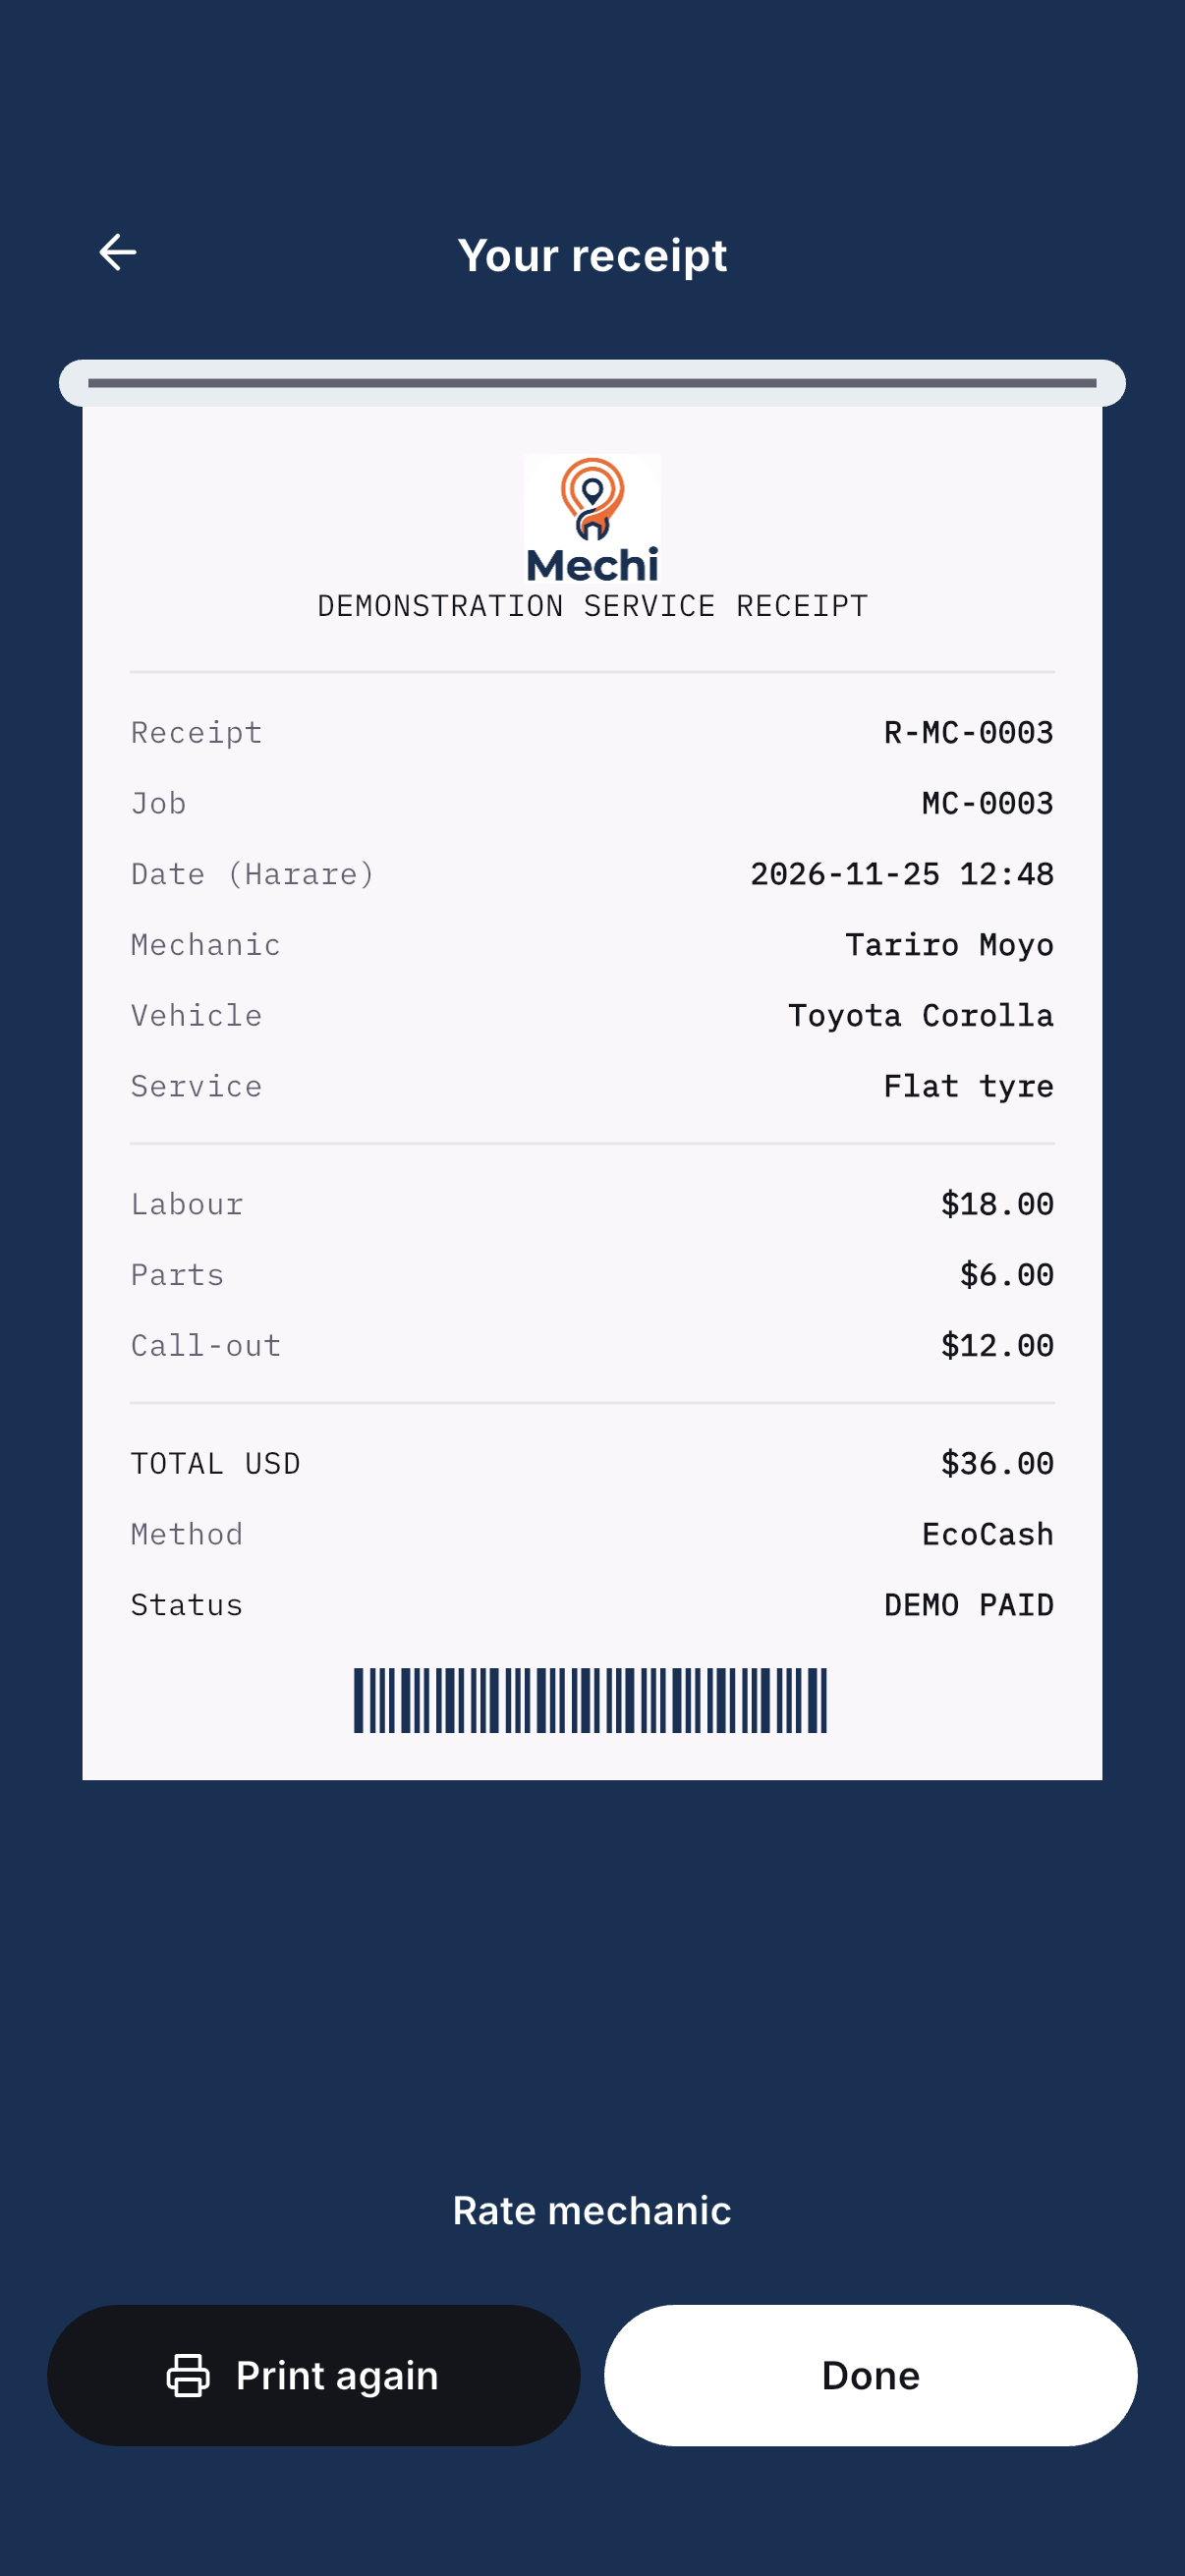 Your receipt
Mechi
DEMONSTRATION SERVICE RECEIPT
Receipt R-MC-0003
Job MC-0003
Date (Harare) 2026-11-25 12:48
Mechanic Tariro Moyo
Vehicle Toyota Corolla
Service Flat tyre
Labour $18.00
Parts $6.00
Call-out $12.00
TOTAL USD $36.00
Method EcoCash
Status DEMO PAID
Rate mechanic
Print again
Done